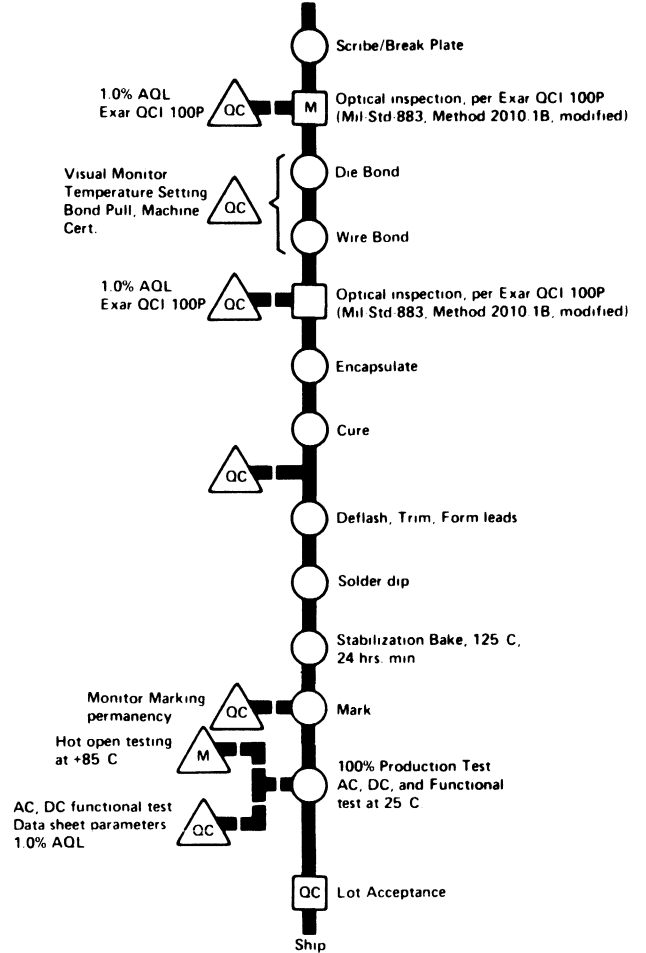 Scribe/Break Plate
1.0% AQL
Exar QCI 100P
QC
M
Optical inspection, per Exar QCI 100P
(Mil-Std-883, Method 2010.1B, modified)
Die Bond
Visual Monitor
Temperature Setting
Bond Pull, Machine
Cert.
QC
Wire Bond
1.0% AQL
Exar QCI 100P
QC
Optical inspection, per Exar QCI 100P
(Mil-Std-883, Method 2010.1B, modified)
Encapsulate
Cure
QC
Deflash, Trim, Form leads
Solder dip
Stabilization Bake, 125 C,
24 hrs. min
Monitor Marking
permanency
QC
Mark
Hot open testing
at +85 C
M
100% Production Test
AC, DC, and Functional
test at 25 C
AC, DC functional test
Data sheet parameters
1.0% AQL
QC
QC
Lot Acceptance
Ship